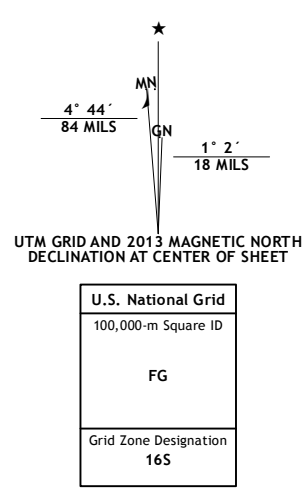 ★
MN
4° 44´
84 MILS
GN
1° 2´
18 MILS
UTM GRID AND 2013 MAGNETIC NORTH
DECLINATION AT CENTER OF SHEET
U.S. National Grid
100,000-m Square ID
FG
Grid Zone Designation
16S